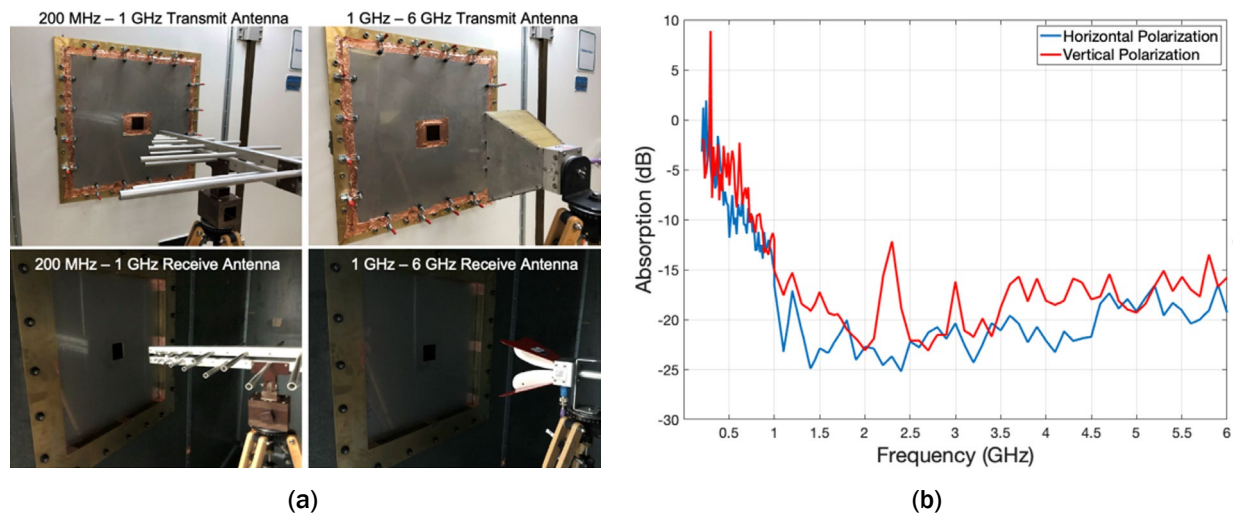 200 MHz – 1 GHz Transmit Antenna
1 GHz – 6 GHz Transmit Antenna
200 MHz – 1 GHz Receive Antenna
1 GHz – 6 GHz Receive Antenna
(a)
Horizontal Polarization
Vertical Polarization
10
5
0
-5
-10
-15
-20
-25
-30
Absorption (dB)
0.5 1 1.5 2 2.5 3 3.5 4 4.5 5 5.5 6
Frequency (GHz)
(b)